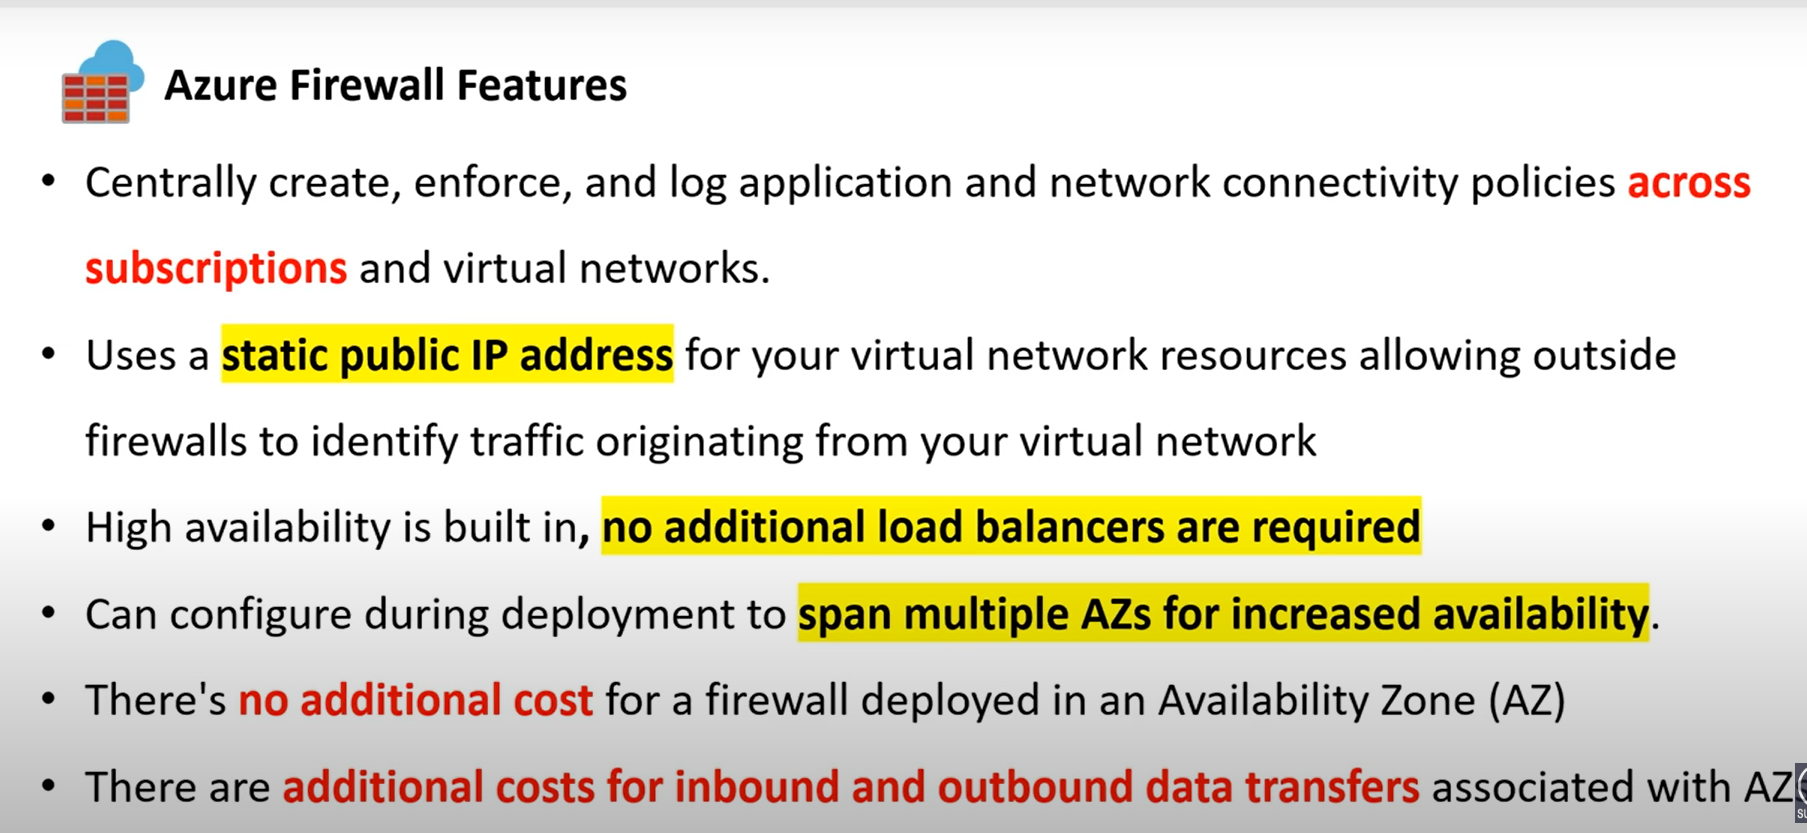 Azure Firewall Features
• Centrally create, enforce, and log application and network connectivity policies across
subscriptions and virtual networks.
• Uses a static public IP address for your virtual network resources allowing outside
firewalls to identify traffic originating from your virtual network
• High availability is built in, no additional load balancers are required
• Can configure during deployment to span multiple AZs for increased availability.
• There's no additional cost for a firewall deployed in an Availability Zone (AZ)
• There are additional costs for inbound and outbound data transfers associated with AZ